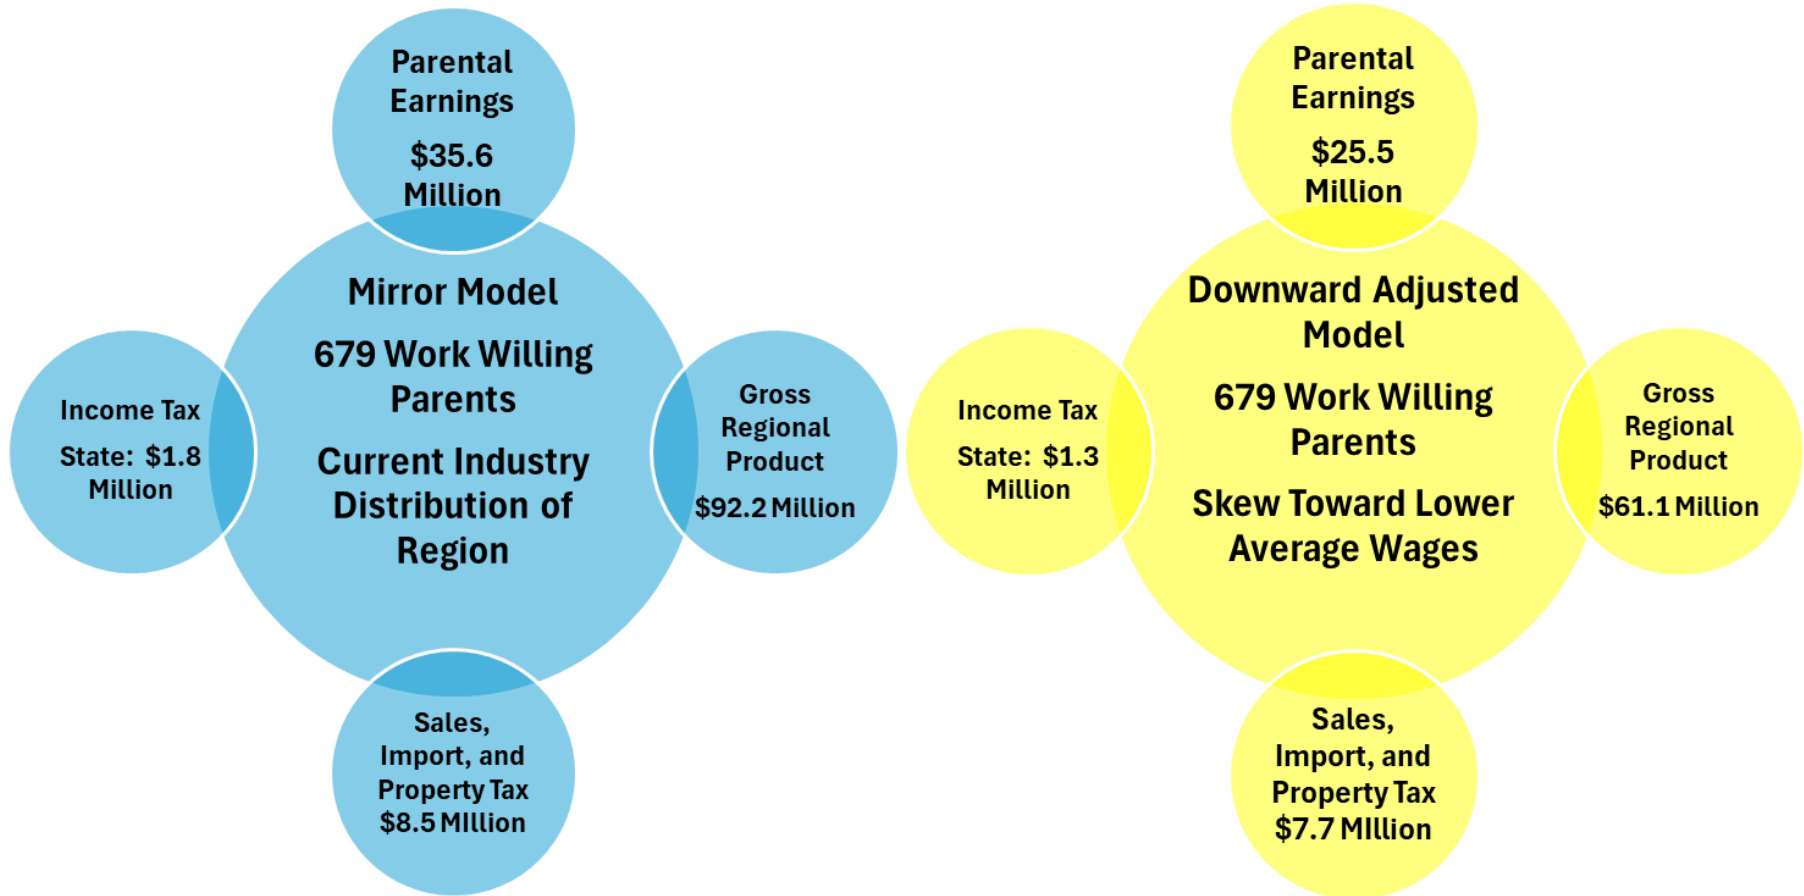 Parental
Earnings
$35.6
Million
Mirror Model
679 Work Willing
Parents
Current Industry
Distribution of
Region
Income Tax
State: $1.8
Million
Gross
Regional
Product
$92.2 Million
Sales,
Import, and
Property Tax
$8.5 MIllion
Parental
Earnings
$25.5
Million
Downward Adjusted
Model
679 Work Willing
Parents
Skew Toward Lower
Average Wages
Income Tax
State: $1.3
Million
Gross
Regional
Product
$61.1 Million
Sales,
Import, and
Property Tax
$7.7 MIllion